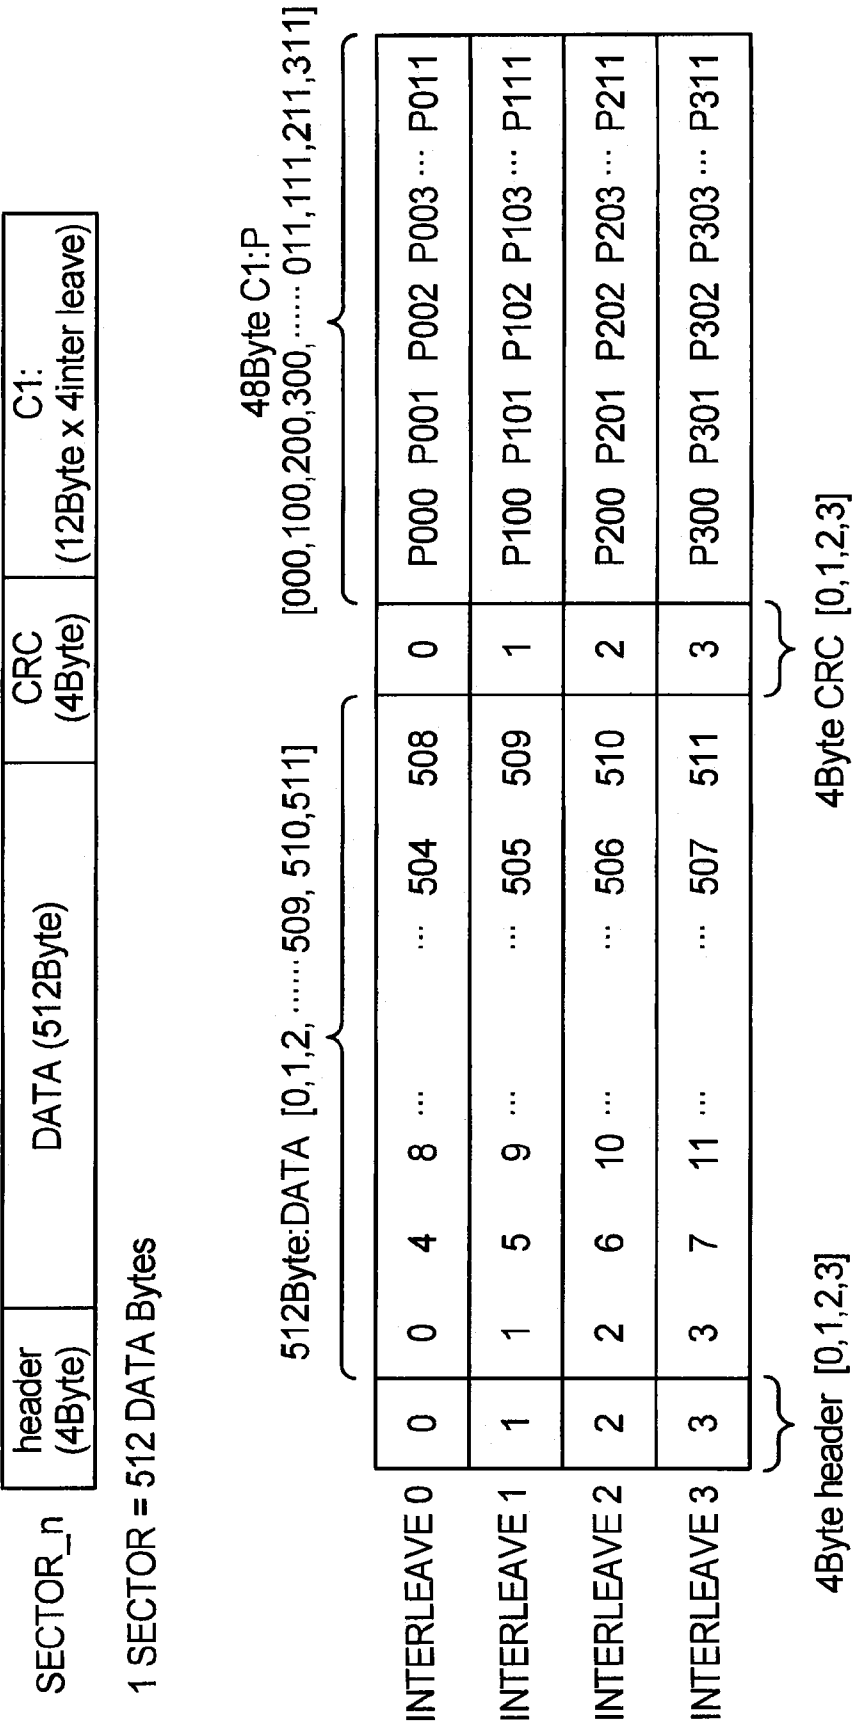 SECTOR_n
header
(4Byte)
DATA (512Byte)
CRC
(4Byte)
C1:
(12Byte x 4inter leave)
1 SECTOR = 512 DATA Bytes
512Byte:DATA [0,1,2, ...... 509, 510,511]
48Byte C1:P
[000,100,200,300, ...... 011,111,211,311]
INTERLEAVE 0 0 0 4 8 ... ... 504 508 0 P000 P001 P002 P003 ... P011
INTERLEAVE 1 1 1 5 9 ... ... 505 509 1 P100 P101 P102 P103 ... P111
INTERLEAVE 2 2 2 6 10 ... ... 506 510 2 P200 P201 P202 P203 ... P211
INTERLEAVE 3 3 3 7 11 ... ... 507 511 3 P300 P301 P302 P303 ... P311
4Byte header [0,1,2,3]
4Byte CRC [0,1,2,3]